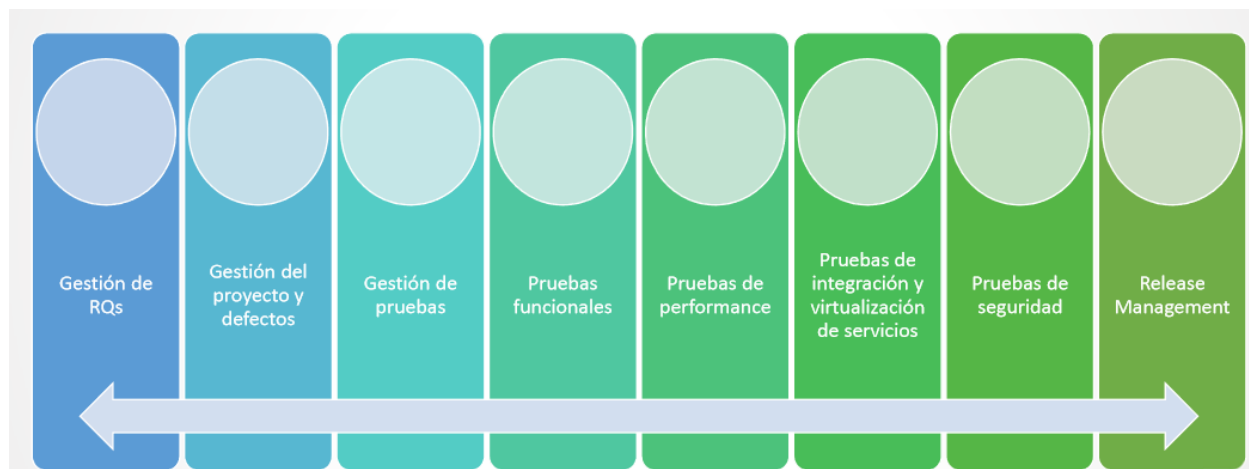 Gestión de
RQs
Gestión del
proyecto y
defectos
Gestión de
pruebas
Pruebas
funcionales
Pruebas de
performance
Pruebas de
integración y
virtualización
de servicios
Pruebas de
seguridad
Release
Management